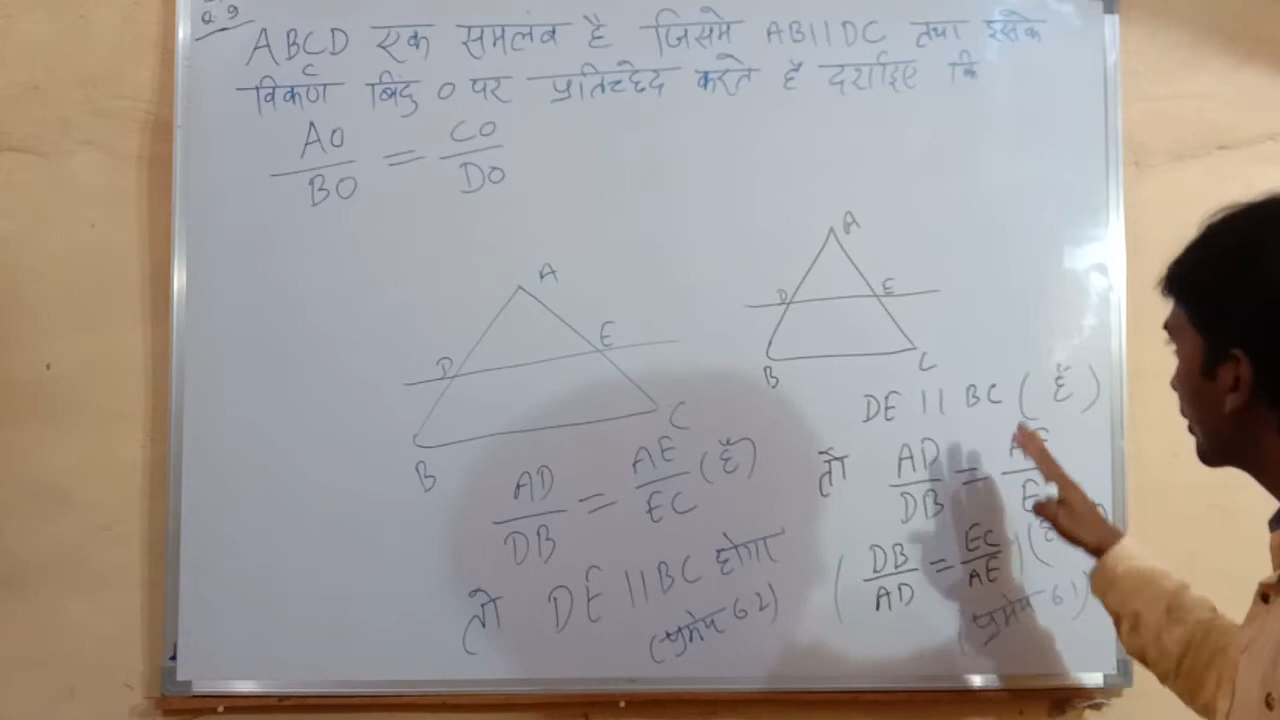 Q.9
ABCD एक समलंब है जिसमे AB||DC तथा इसके
विकर्ण बिंदु O पर प्रतिच्छेद करते है दर्शाइए कि
AO/BO = CO/DO
A
D E
B C
A
D E
B C
DE || BC (है)
AD/DB = AE/EC (है)
तो AD/DB = AE/
तो DE || BC होगा
(DB/AD = EC/AE)
(प्रमेय 6.2)
(प्रमेय 6.1)